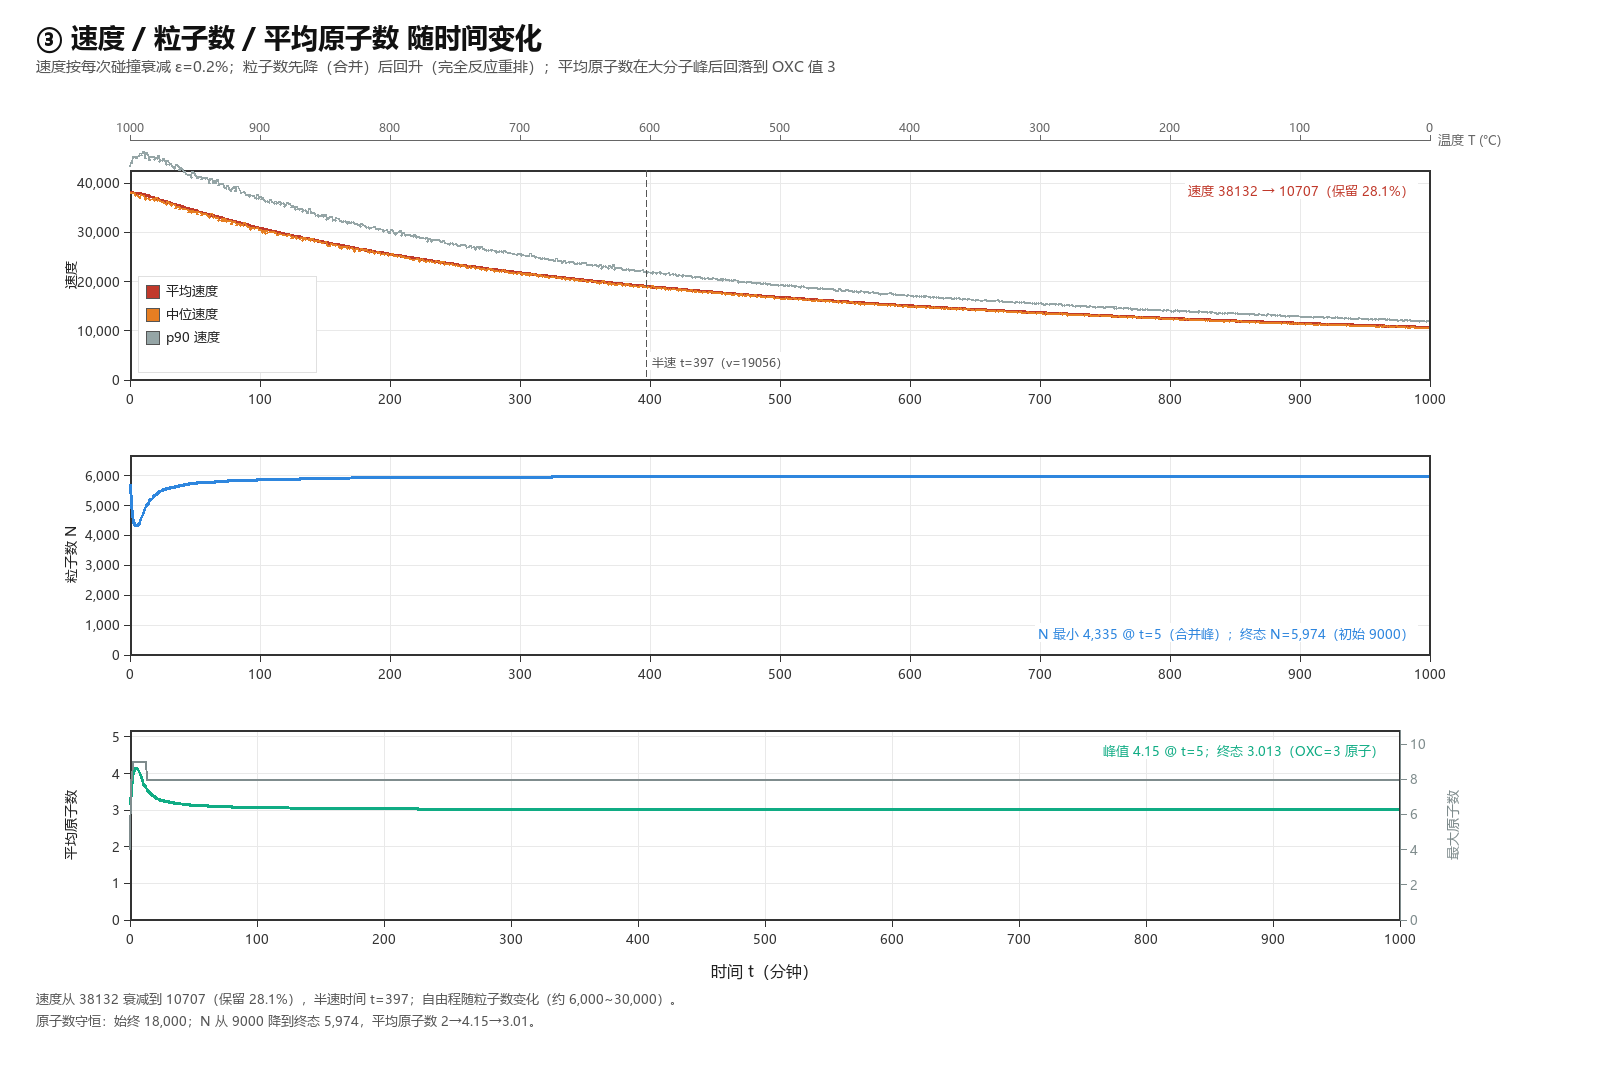 ③ 速度 / 粒子数 / 平均原子数 随时间变化
速度按每次碰撞衰减 ε=0.2%；粒子数先降（合并）后回升（完全反应重排）；平均原子数在大分子峰后回落到 OXC 值 3
1000 900 800 700 600 500 400 300 200 100 0
温度 T (°C)
40,000
30,000
20,000
10,000
0
速度
速度 38132 → 10707（保留 28.1%）
平均速度
中位速度
p90 速度
半速 t=397（v=19056）
0 100 200 300 400 500 600 700 800 900 1000
6,000
5,000
4,000
3,000
2,000
1,000
0
粒子数 N
N 最小 4,335 @ t=5（合并峰）；终态 N=5,974（初始 9000）
0 100 200 300 400 500 600 700 800 900 1000
5
4
3
2
1
0
平均原子数
峰值 4.15 @ t=5；终态 3.013（OXC=3 原子）
10
8
6
4
2
0
最大原子数
0 100 200 300 400 500 600 700 800 900 1000
时间 t（分钟）
速度从 38132 衰减到 10707（保留 28.1%），半速时间 t=397；自由程随粒子数变化（约 6,000~30,000）。
原子数守恒：始终 18,000；N 从 9000 降到终态 5,974，平均原子数 2→4.15→3.01。